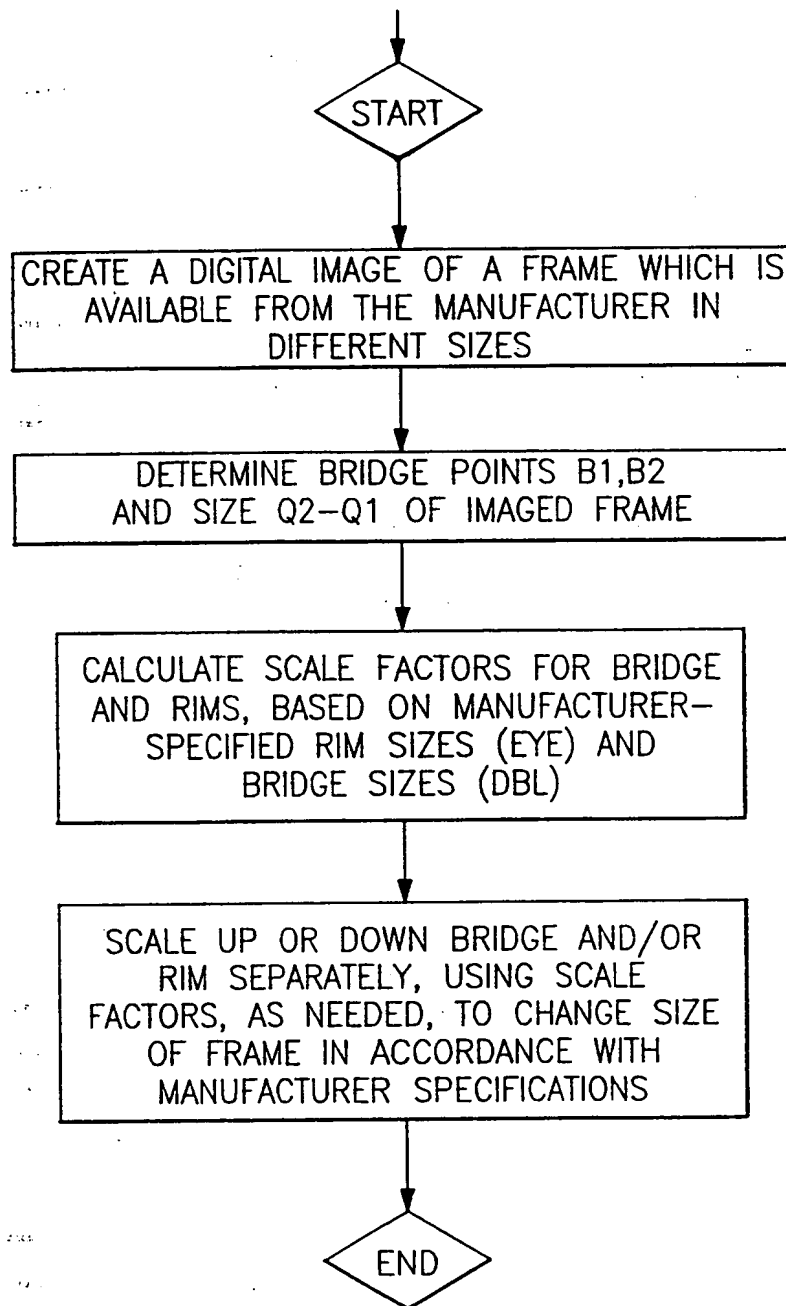 START
CREATE A DIGITAL IMAGE OF A FRAME WHICH IS
AVAILABLE FROM THE MANUFACTURER IN
DIFFERENT SIZES
DETERMINE BRIDGE POINTS B1,B2
AND SIZE Q2–Q1 OF IMAGED FRAME
CALCULATE SCALE FACTORS FOR BRIDGE
AND RIMS, BASED ON MANUFACTURER–
SPECIFIED RIM SIZES (EYE) AND
BRIDGE SIZES (DBL)
SCALE UP OR DOWN BRIDGE AND/OR
RIM SEPARATELY, USING SCALE
FACTORS, AS NEEDED, TO CHANGE SIZE
OF FRAME IN ACCORDANCE WITH
MANUFACTURER SPECIFICATIONS
END